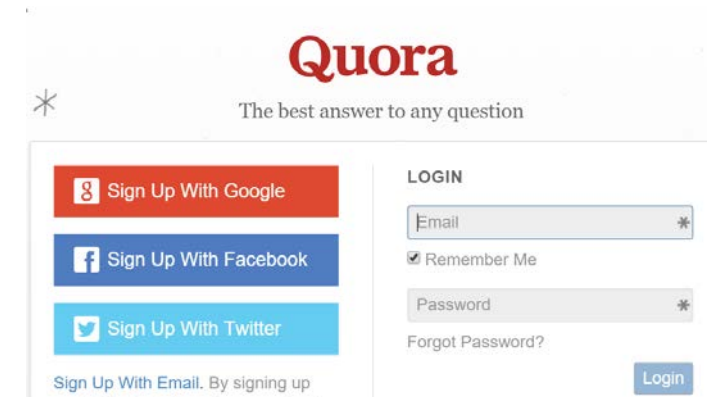 Quora
The best answer to any question
Sign Up With Google
Sign Up With Facebook
Sign Up With Twitter
Sign Up With Email. By signing up
LOGIN
Email
Remember Me
Password
Forgot Password?
Login